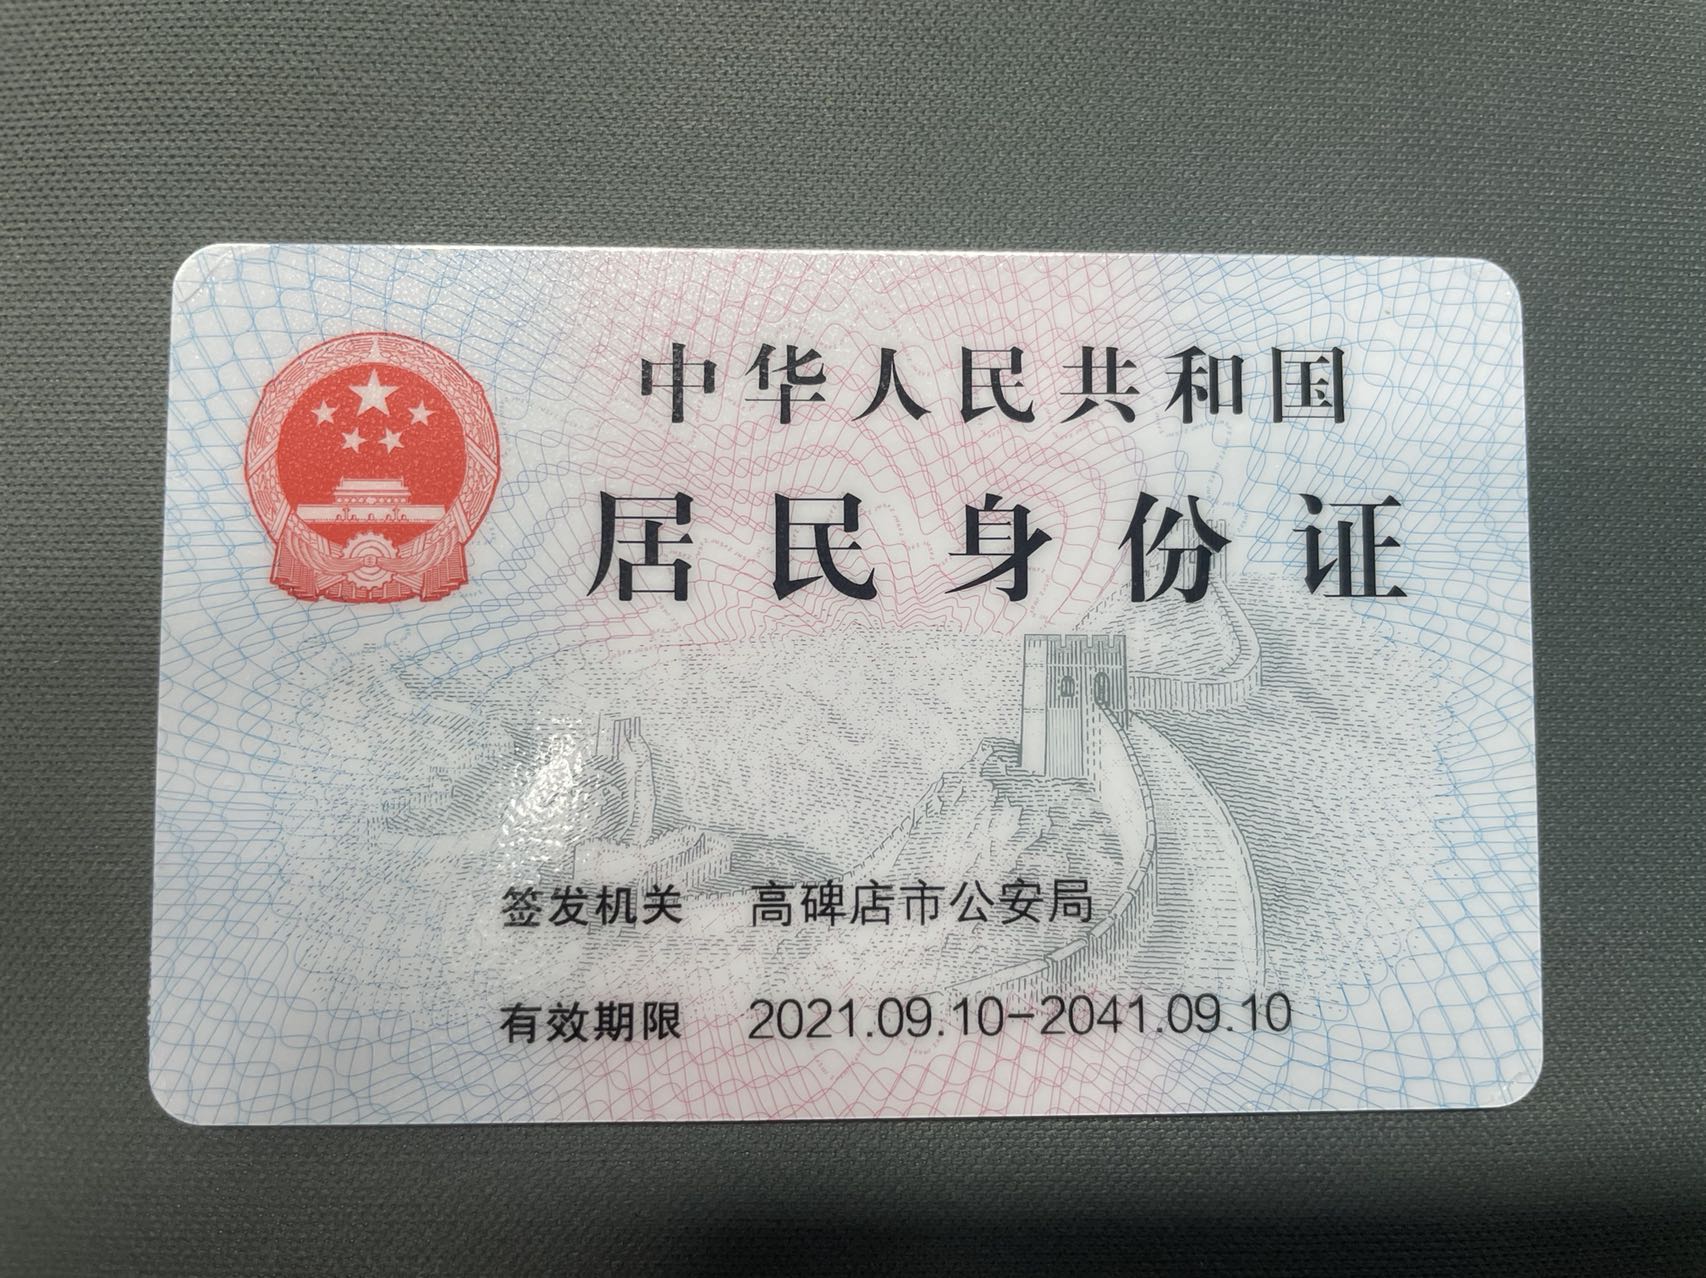 中华人民共和国
居民身份证
签发机关 高碑店市公安局
有效期限 2021.09.10-2041.09.10